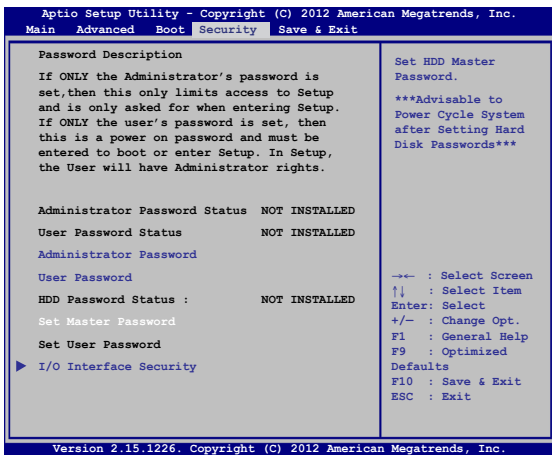 Aptio Setup Utility - Copyright (C) 2012 American Megatrends, Inc.
Main Advanced Boot Security Save & Exit
Password Description
If ONLY the Administrator's password is
set,then this only limits access to Setup
and is only asked for when entering Setup.
If ONLY the user's password is set, then
this is a power on password and must be
entered to boot or enter Setup. In Setup,
the User will have Administrator rights.
Administrator Password Status NOT INSTALLED
User Password Status NOT INSTALLED
Administrator Password
User Password
HDD Password Status : NOT INSTALLED
Set Master Password
Set User Password
I/O Interface Security
Set HDD Master
Password.
***Advisable to
Power Cycle System
after Setting Hard
Disk Passwords***
→← : Select Screen
↑↓ : Select Item
Enter: Select
+/— : Change Opt.
F1 : General Help
F9 : Optimized
Defaults
F10 : Save & Exit
ESC : Exit
Version 2.15.1226. Copyright (C) 2012 American Megatrends, Inc.